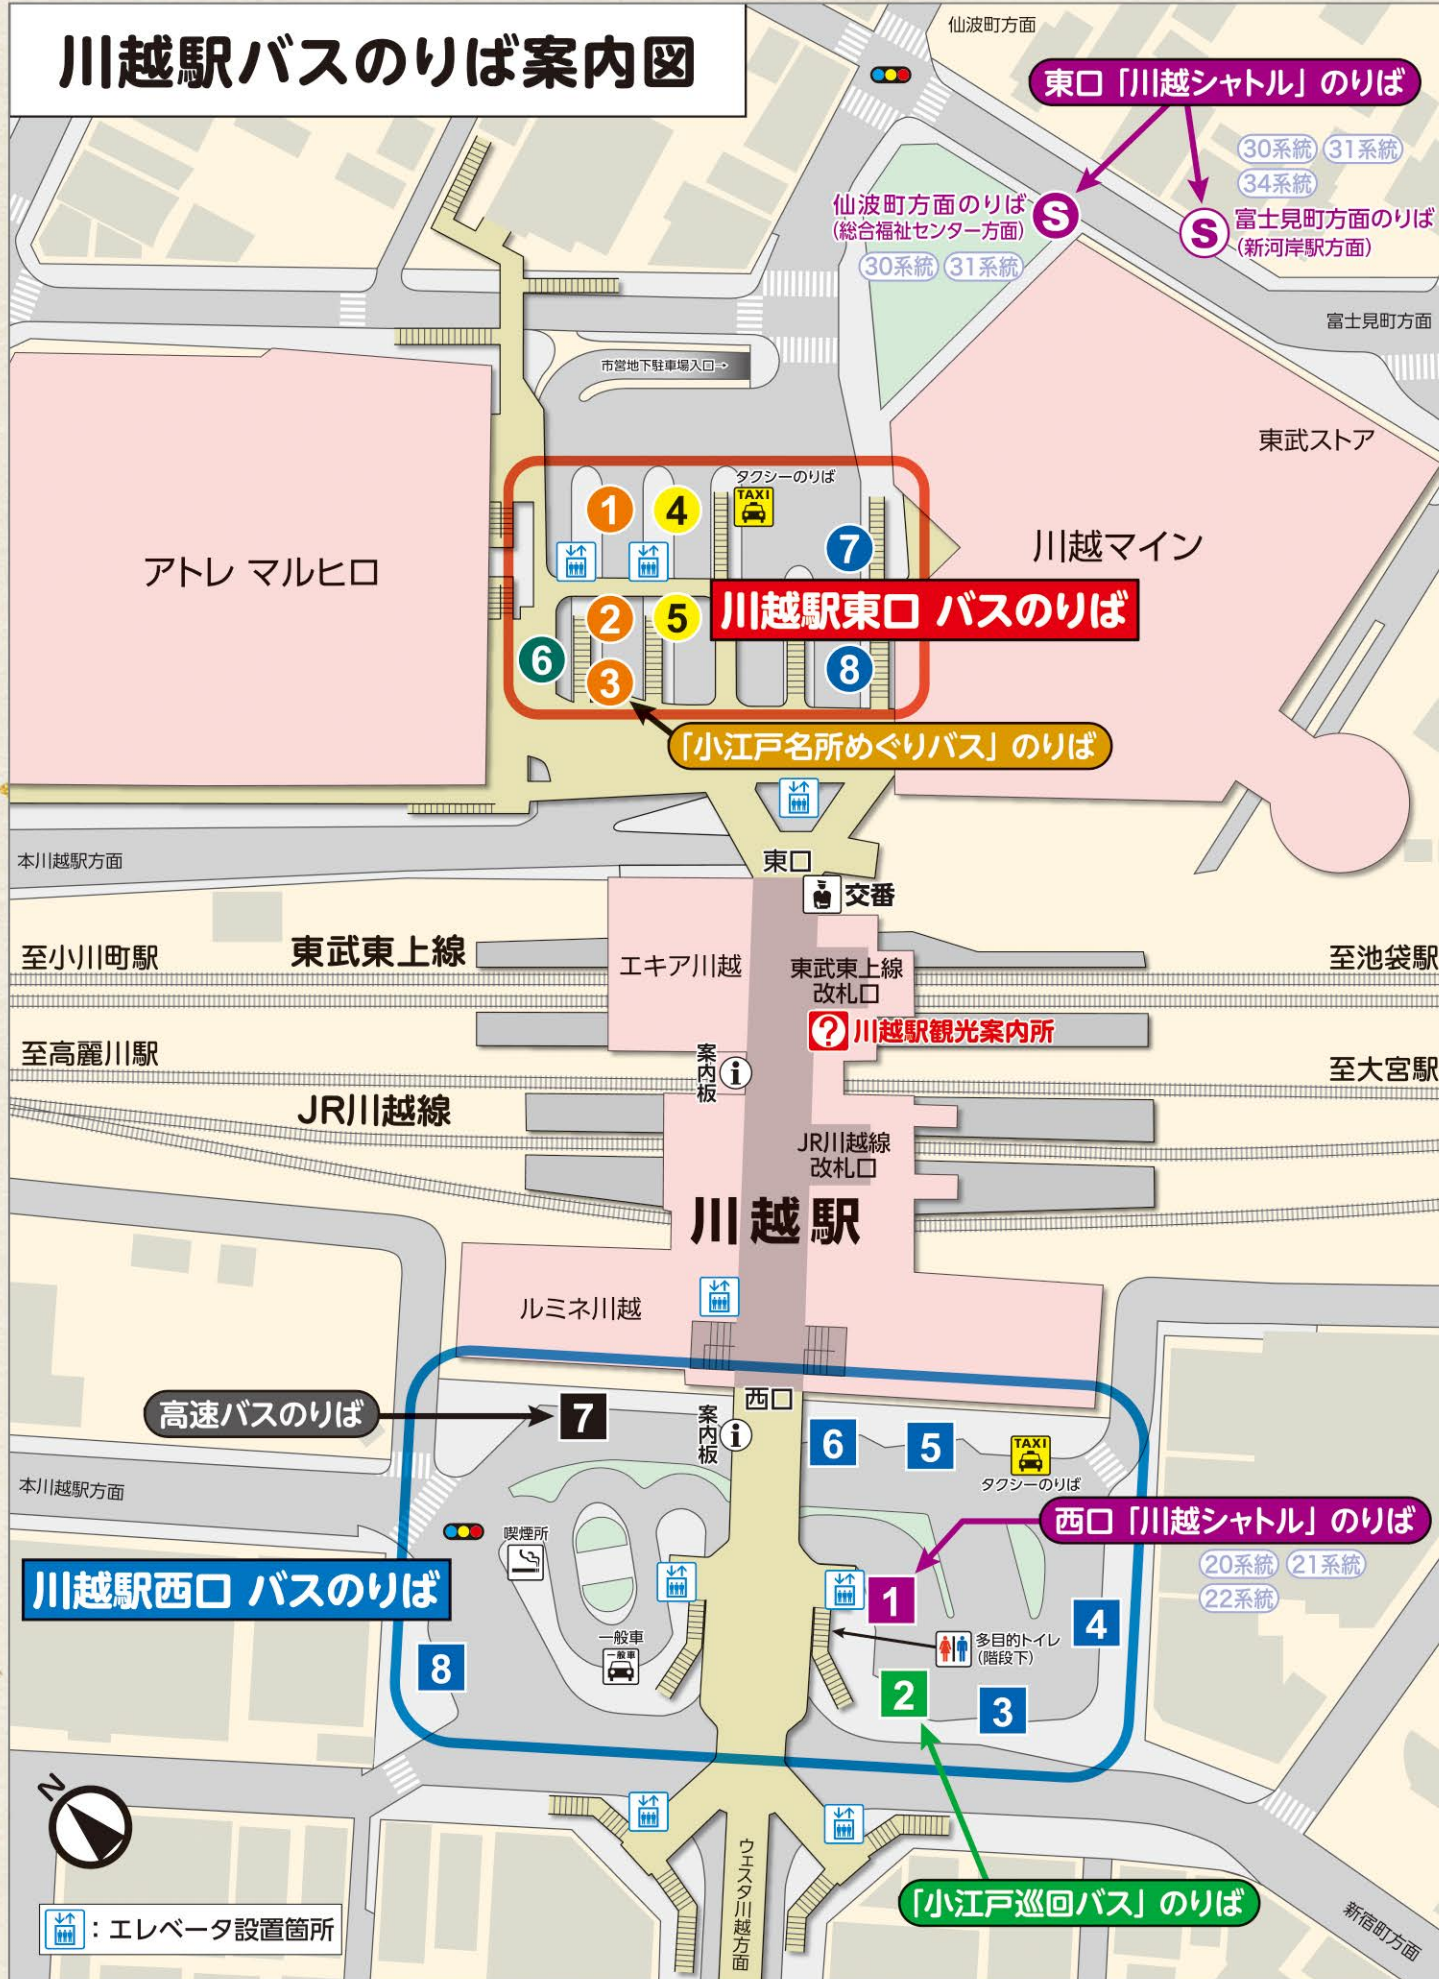 川越駅バスのりば案内図
仙波町方面
東口「川越シャトル」のりば
30系統 31系統
34系統
仙波町方面のりば
(総合福祉センター方面)
S
30系統 31系統
S
富士見町方面のりば
(新河岸駅方面)
富士見町方面
市営地下駐車場入口→
東武ストア
アトレ マルヒロ
川越マイン
タクシーのりば
TAXI
1
4
7
川越駅東口 バスのりば
2
5
6
3
8
「小江戸名所めぐりバス」のりば
本川越駅方面
東口
交番
至小川町駅
東武東上線
エキア川越
東武東上線
改札口
至池袋駅
? 川越駅観光案内所
至高麗川駅
案内板
i
至大宮駅
JR川越線
JR川越線
改札口
川越駅
ルミネ川越
高速バスのりば
7
西口
案内板
i
6
5
TAXI
タクシーのりば
本川越駅方面
西口「川越シャトル」のりば
20系統 21系統
22系統
喫煙所
川越駅西口 バスのりば
1
4
一般車
一般車
多目的トイレ
(階段下)
8
2
3
N
ウェスタ川越方面
「小江戸巡回バス」のりば
新宿町方面
：エレベータ設置箇所